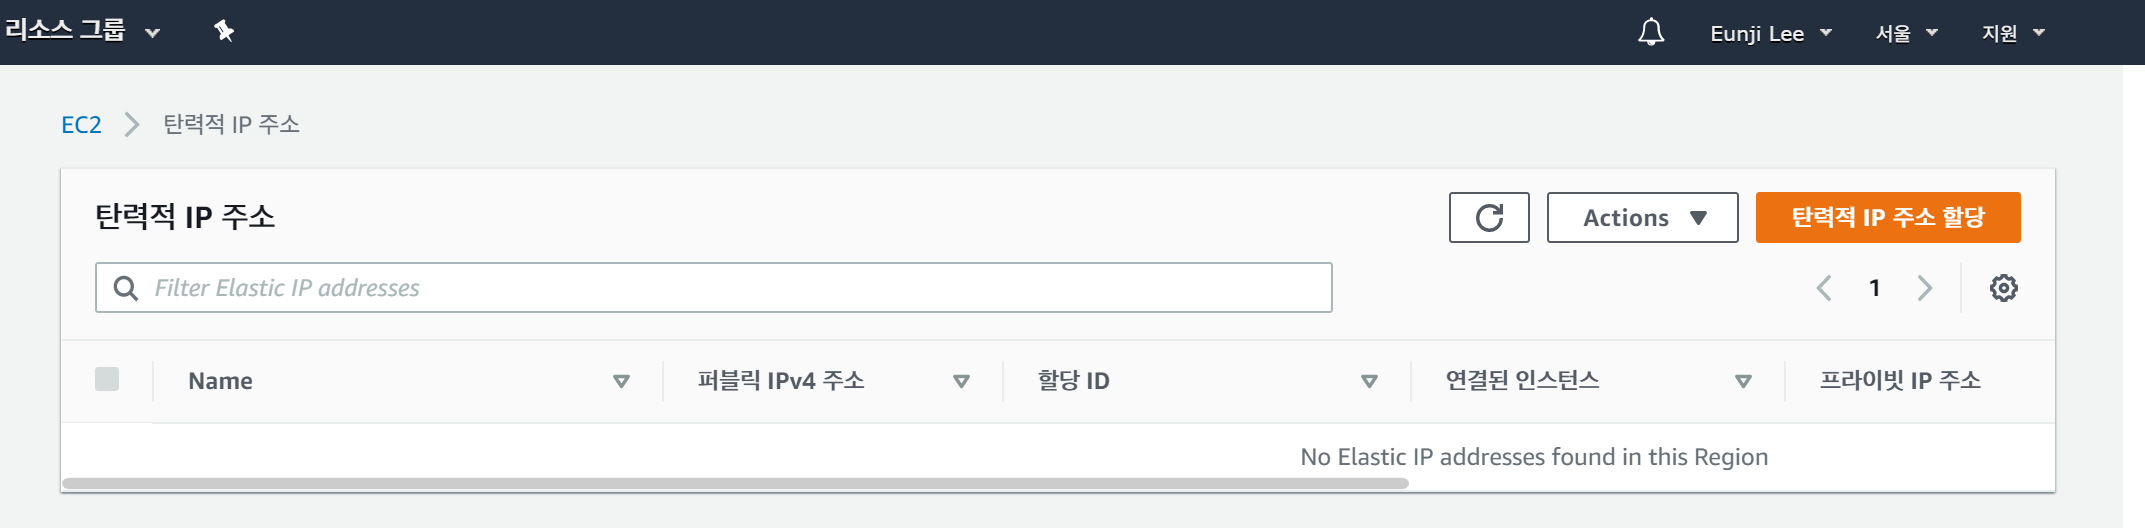 리소스 그룹 Eunji Lee 서울 지원
EC2 탄력적 IP 주소
탄력적 IP 주소 Actions 탄력적 IP 주소 할당
Filter Elastic IP addresses 1
Name 퍼블릭 IPv4 주소 할당 ID 연결된 인스턴스 프라이빗 IP 주소
No Elastic IP addresses found in this Region